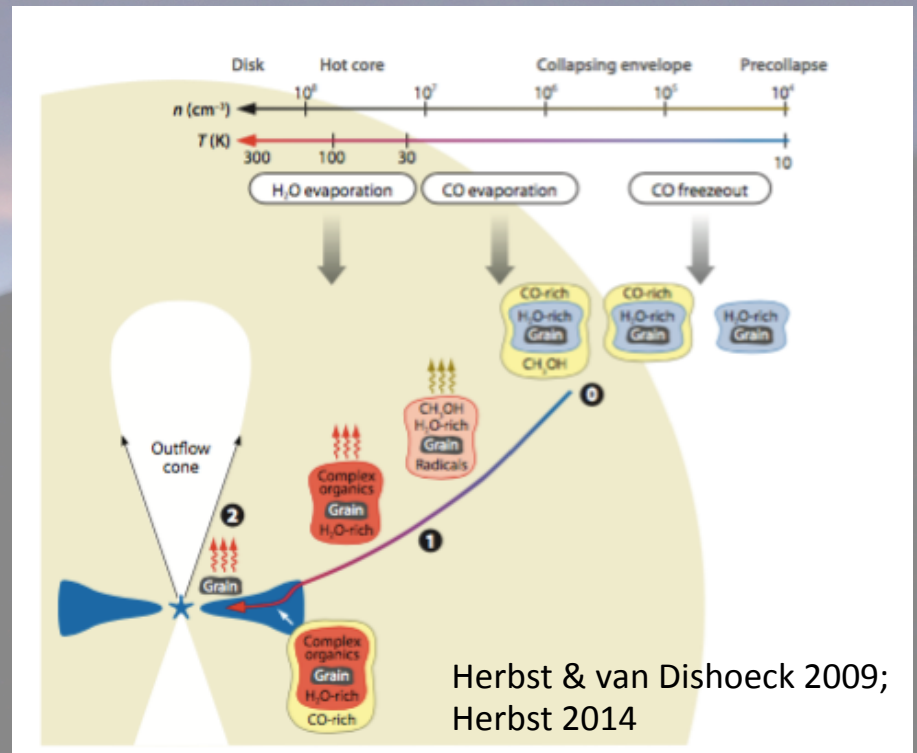 Disk Hot core Collapsing envelope Precollapse
10⁸ 10⁷ 10⁶ 10⁵ 10⁴
n (cm⁻³)
T (K)
300 100 30 10
H₂O evaporation CO evaporation CO freezeout
CO-rich
H₂O-rich
Grain
CH₃OH
CO-rich
H₂O-rich
Grain
H₂O-rich
Grain
0
CH₃OH
H₂O-rich
Grain
Radicals
Complex
organics
Grain
H₂O-rich
1
Outflow
cone
2
Grain
Complex
organics
Grain
H₂O-rich
CO-rich
Herbst & van Dishoeck 2009;
Herbst 2014